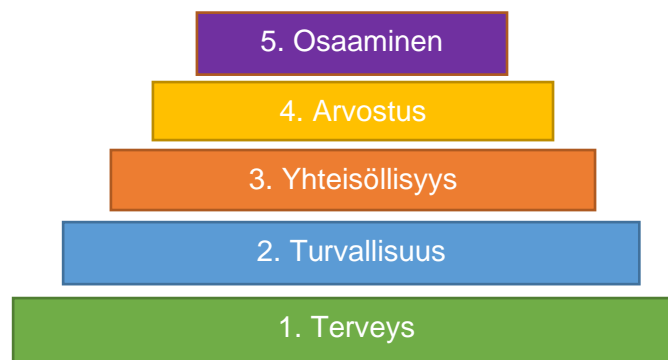 5. Osaaminen
4. Arvostus
3. Yhteisöllisyys
2. Turvallisuus
1. Terveys